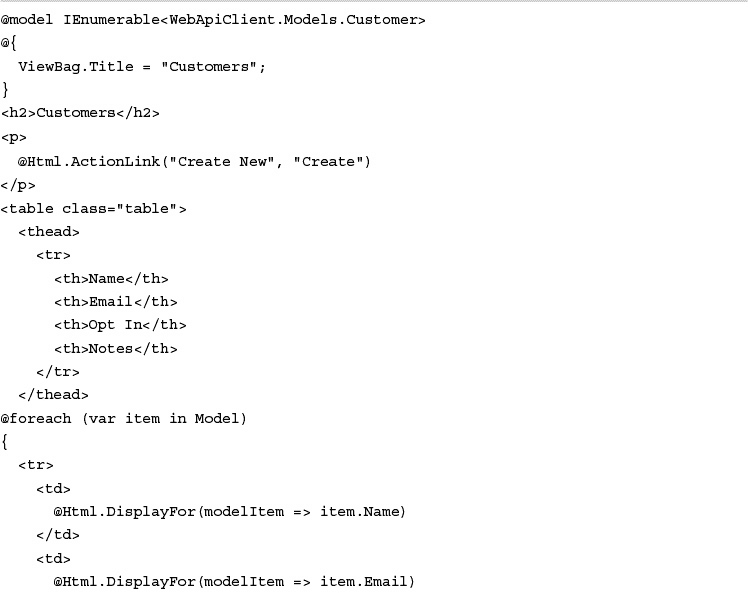 @model IEnumerable<WebApiClient.Models.Customer>
@{
  ViewBag.Title = "Customers";
}
<h2>Customers</h2>
<p>
  @Html.ActionLink("Create New", "Create")
</p>
<table class="table">
  <thead>
    <tr>
      <th>Name</th>
      <th>Email</th>
      <th>Opt In</th>
      <th>Notes</th>
    </tr>
  </thead>
@foreach (var item in Model)
{
  <tr>
    <td>
      @Html.DisplayFor(modelItem => item.Name)
    </td>
    <td>
      @Html.DisplayFor(modelItem => item.Email)